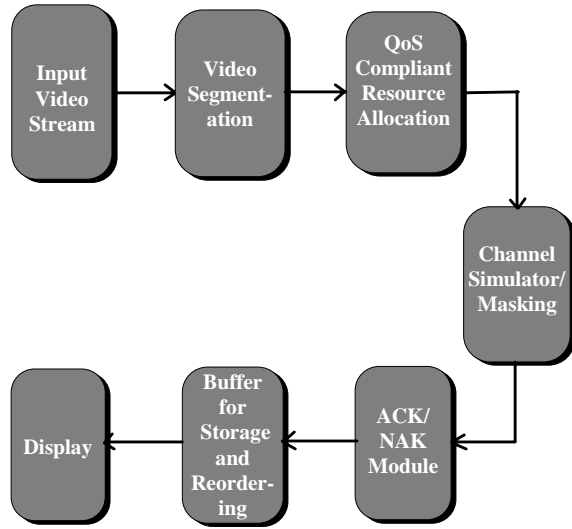 Input
Video
Stream
Video
Segment-
ation
QoS
Compliant
Resource
Allocation
Channel
Simulator/
Masking
ACK/
NAK
Module
Buffer
for
Storage
and
Reorder-
ing
Display